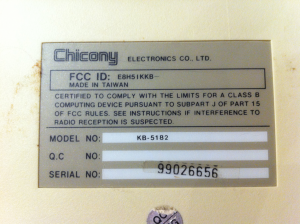 Chicony ELECTRONICS CO., LTD.
FCC ID: E8H51KKB-
MADE IN TAIWAN
CERTIFIED TO COMPLY WITH THE LIMITS FOR A CLASS B
COMPUTING DEVICE PURSUANT TO SUBPART J OF PART 15
OF FCC RULES. SEE INSTRUCTIONS IF INTERFERENCE TO
RADIO RECEPTION IS SUSPECTED.
MODEL NO: KB-5182
Q.C NO:
SERIAL NO: 99026656